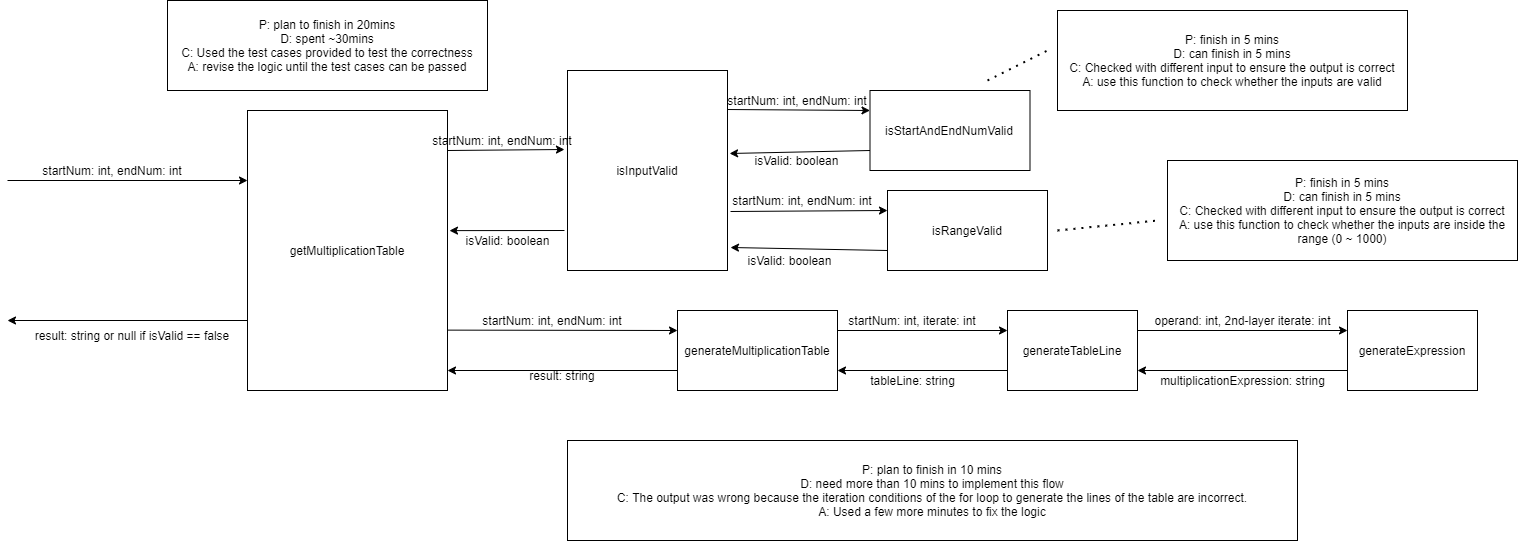 P: plan to finish in 20mins
D: spent ~30mins
C: Used the test cases provided to test the correctness
A: revise the logic until the test cases can be passed
P: finish in 5 mins
D: can finish in 5 mins
C: Checked with different input to ensure the output is correct
A: use this function to check whether the inputs are valid
startNum: int, endNum: int
isStartAndEndNumValid
startNum: int, endNum: int
isValid: boolean
startNum: int, endNum: int
isInputValid
P: finish in 5 mins
D: can finish in 5 mins
C: Checked with different input to ensure the output is correct
A: use this function to check whether the inputs are inside the
range (0 ~ 1000)
startNum: int, endNum: int
isRangeValid
isValid: boolean
isValid: boolean
getMultiplicationTable
result: string or null if isValid == false
startNum: int, endNum: int
generateMultiplicationTable
startNum: int, iterate: int
generateTableLine
operand: int, 2nd-layer iterate: int
generateExpression
result: string
tableLine: string
multiplicationExpression: string
P: plan to finish in 10 mins
D: need more than 10 mins to implement this flow
C: The output was wrong because the iteration conditions of the for loop to generate the lines of the table are incorrect.
A: Used a few more minutes to fix the logic